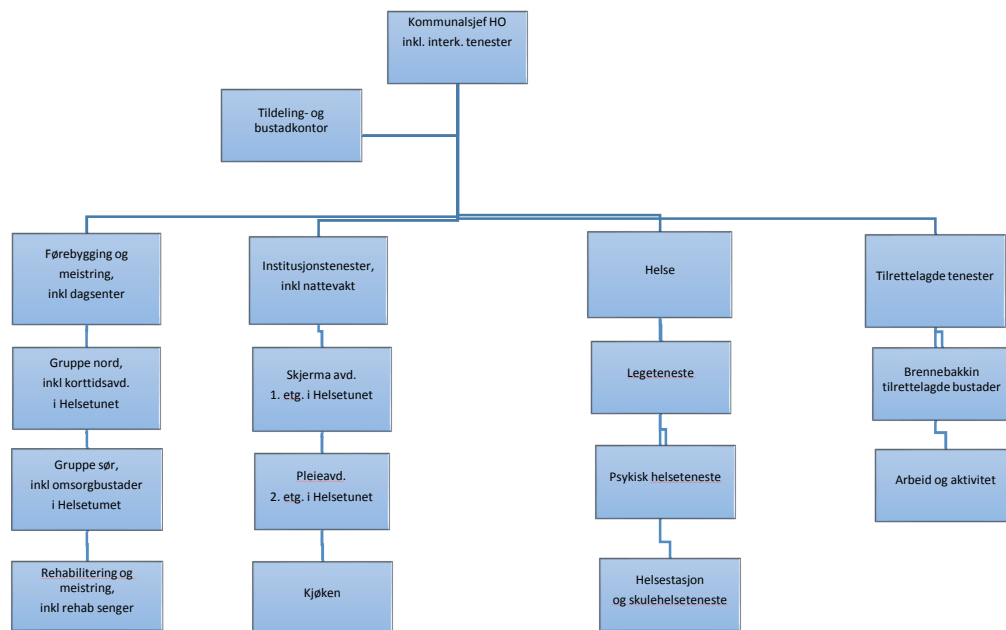 Kommunalsjef HO
inkl. interk. tenester
Tildeling- og
bustadkontor
Førebygging og
meistring,
inkl dagsenter
Institusjonstenester,
inkl nattevakt
Helse
Tilrettelagde tenester
Gruppe nord,
inkl korttidsavd.
i Helsetunet
Skjerma avd.
1. etg. i Helsetunet
Legeteneste
Brennebakkin
tilrettelagde bustader
Gruppe sør,
inkl omsorgbustader
i Helsetumet
Pleieavd.
2. etg. i Helsetunet
Psykisk helseteneste
Arbeid og aktivitet
Rehabilitering og
meistring,
inkl rehab senger
Kjøken
Helsestasjon
og skulehelseteneste